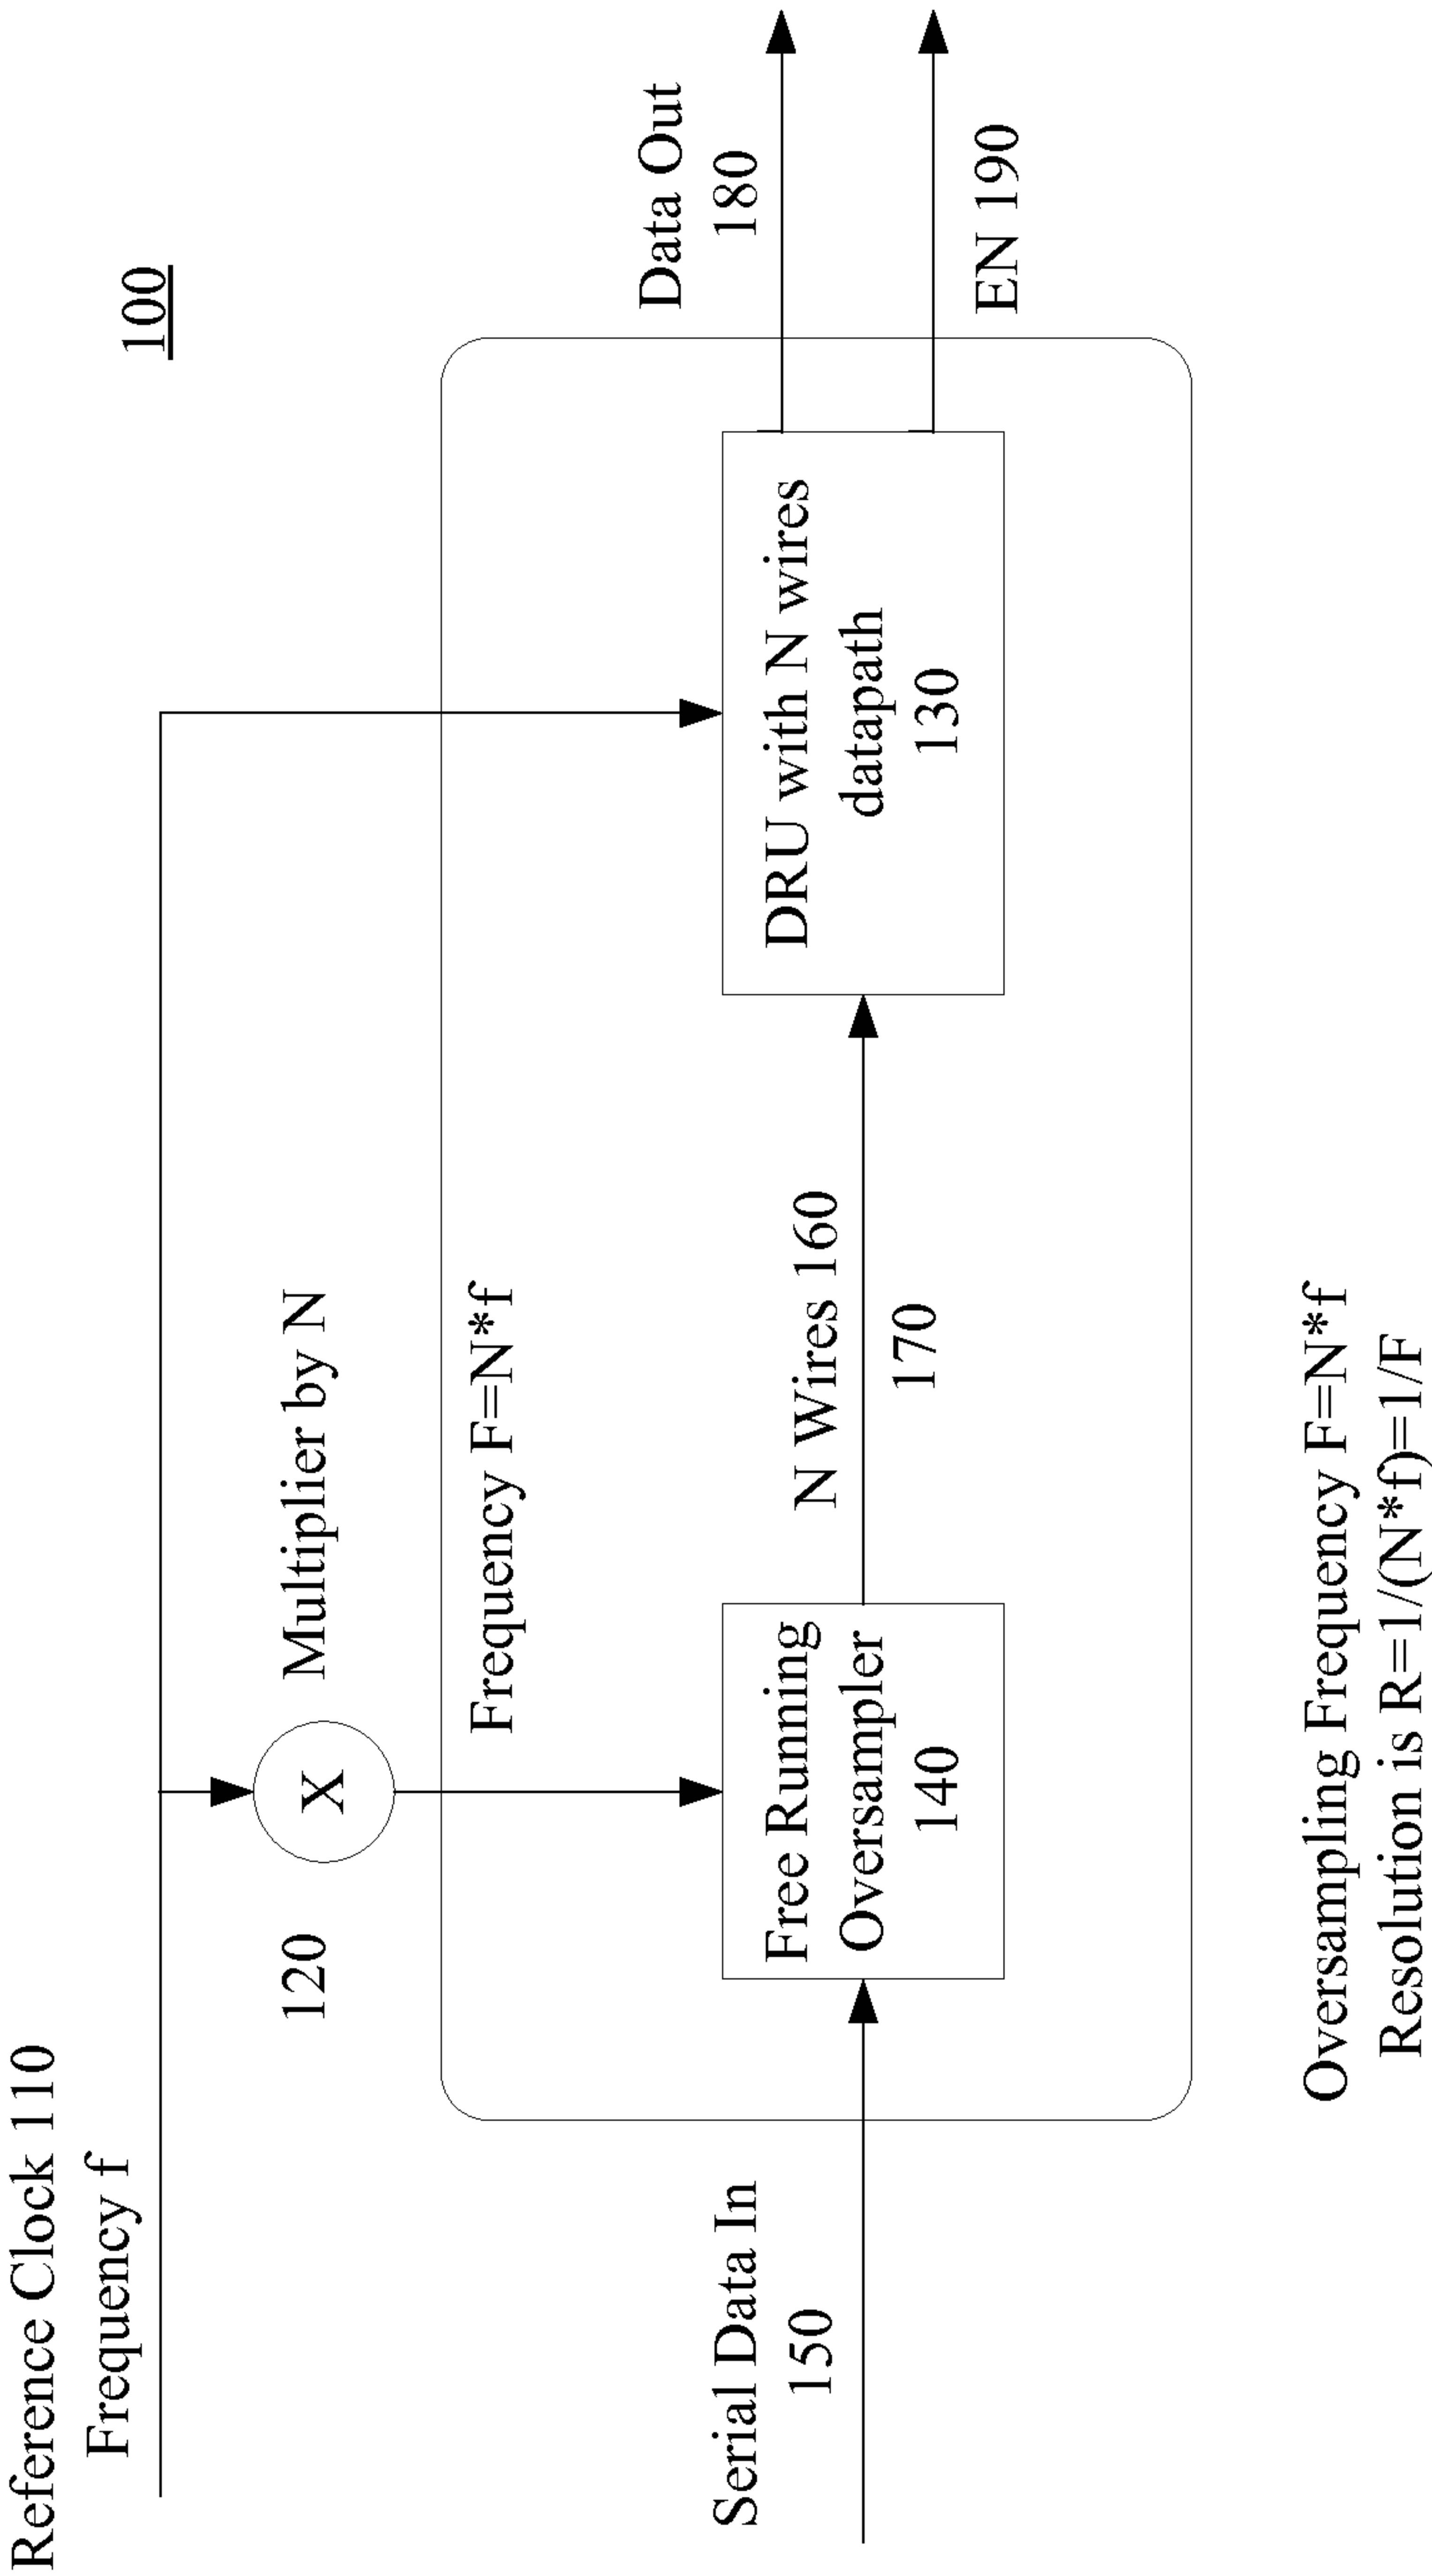 100
Reference Clock 110
Frequency f
120
X
Multiplier by N
Frequency F=N*f
Serial Data In
150
Free Running
Oversampler
140
N Wires 160
170
DRU with N wires
datapath
130
Data Out
180
EN 190
Oversampling Frequency F=N*f
Resolution is R=1/(N*f)=1/F